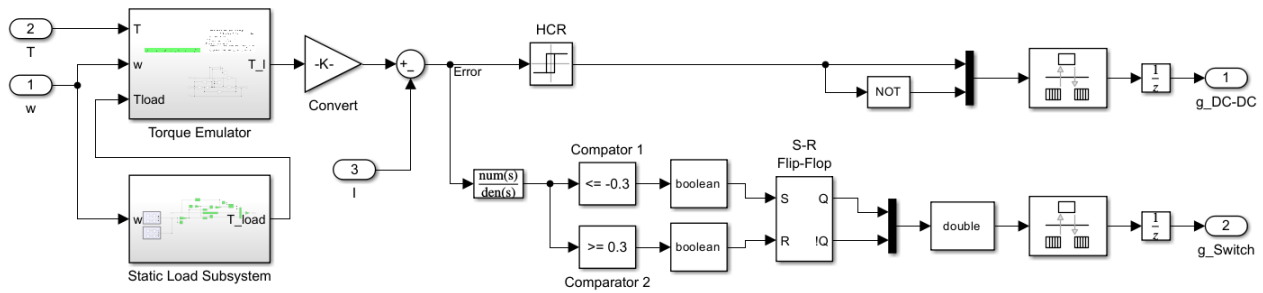 2
T
1
w
T
w
Tload
T_I
Torque Emulator
w
T_load
Static Load Subsystem
-K-
Convert
+
-
3
I
Error
HCR
NOT
1
z
1
g_DC-DC
num(s)
den(s)
Compator 1
<= -0.3
boolean
>= 0.3
Comparator 2
boolean
S-R
Flip-Flop
S Q
R !Q
double
1
z
2
g_Switch